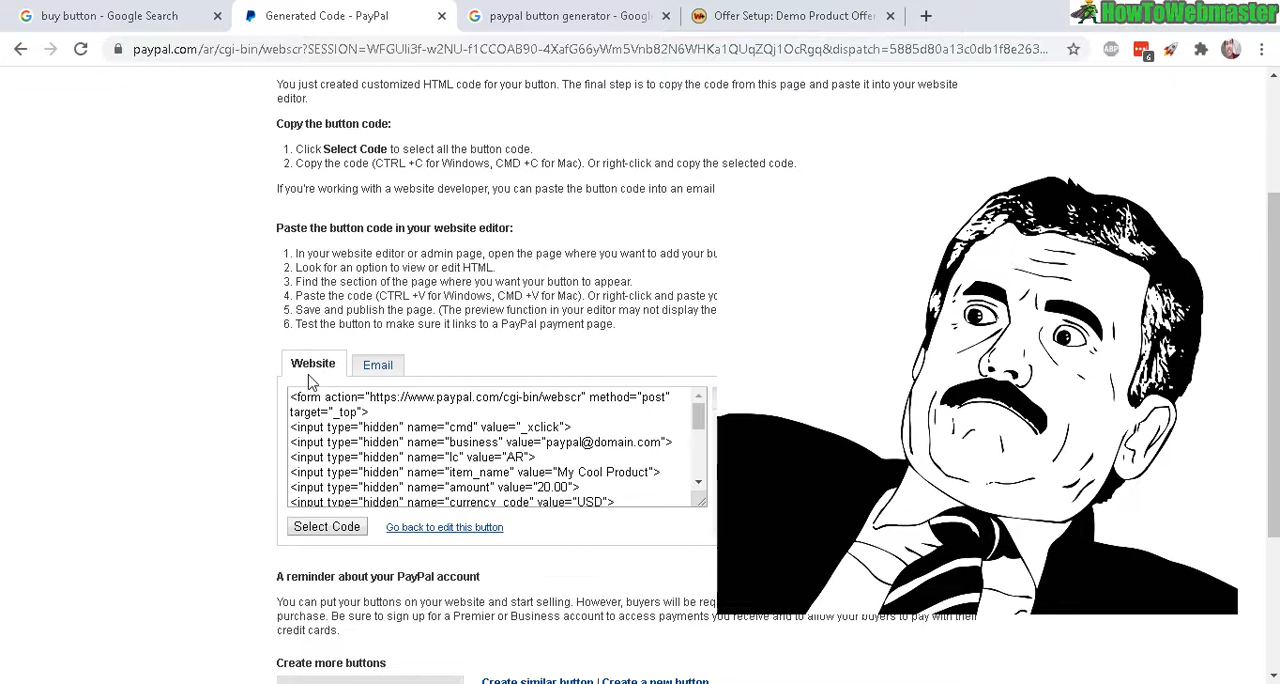 buy button - Google Search
Generated Code - PayPal
paypal button generator - Googl
Offer Setup: Demo Product Offer
HowToWebmaster
paypal.com/ar/cgi-bin/webscr?SESSION=WFGUli3f-w2NU-f1CCOAB90-4XafG66yWm5Vnb82N6WHKa1QUqZQj1OcRgq&dispatch=5885d80a13c0db1f8e263...
ABP
6
You just created customized HTML code for your button. The final step is to copy the code from this page and paste it into your website
editor.
Copy the button code:
1. Click Select Code to select all the button code.
2. Copy the code (CTRL +C for Windows, CMD +C for Mac). Or right-click and copy the selected code.
If you're working with a website developer, you can paste the button code into an email
Paste the button code in your website editor:
1. In your website editor or admin page, open the page where you want to add your bu
2. Look for an option to view or edit HTML.
3. Find the section of the page where you want your button to appear.
4. Paste the code (CTRL +V for Windows, CMD +V for Mac). Or right-click and paste yo
5. Save and publish the page. (The preview function in your editor may not display the
6. Test the button to make sure it links to a PayPal payment page.
Website
Email
<form action="https://www.paypal.com/cgi-bin/webscr" method="post"
target="_top">
<input type="hidden" name="cmd" value="_xclick">
<input type="hidden" name="business" value="paypal@domain.com">
<input type="hidden" name="lc" value="AR">
<input type="hidden" name="item_name" value="My Cool Product">
<input type="hidden" name="amount" value="20.00">
<input type="hidden" name="currency_code" value="USD">
Select Code
Go back to edit this button
A reminder about your PayPal account
You can put your buttons on your website and start selling. However, buyers will be req
purchase. Be sure to sign up for a Premier or Business account to access payments you receive and to allow your buyers to pay with their
credit cards.
Create more buttons
Create similar button | Create a new button